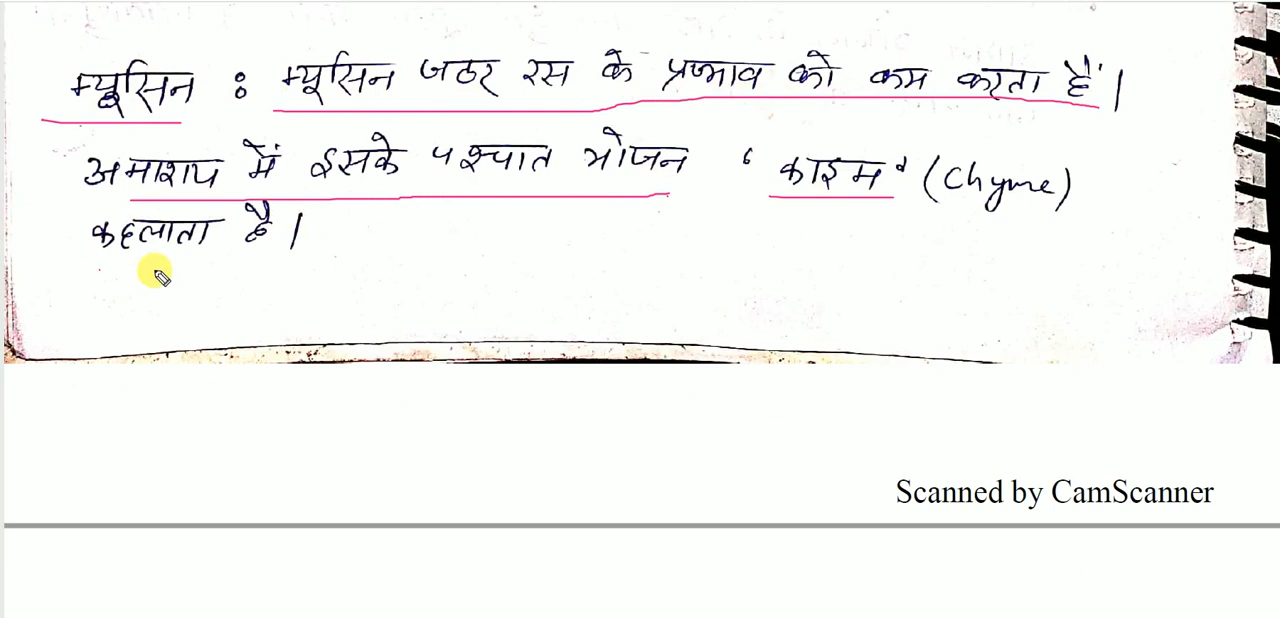 म्यूसिन : म्यूसिन जठर रस के प्रभाव को कम करता है।
अमाशय में इसके पश्चात भोजन ‘काइम’ (Chyme)
कहलाता है।
Scanned by CamScanner